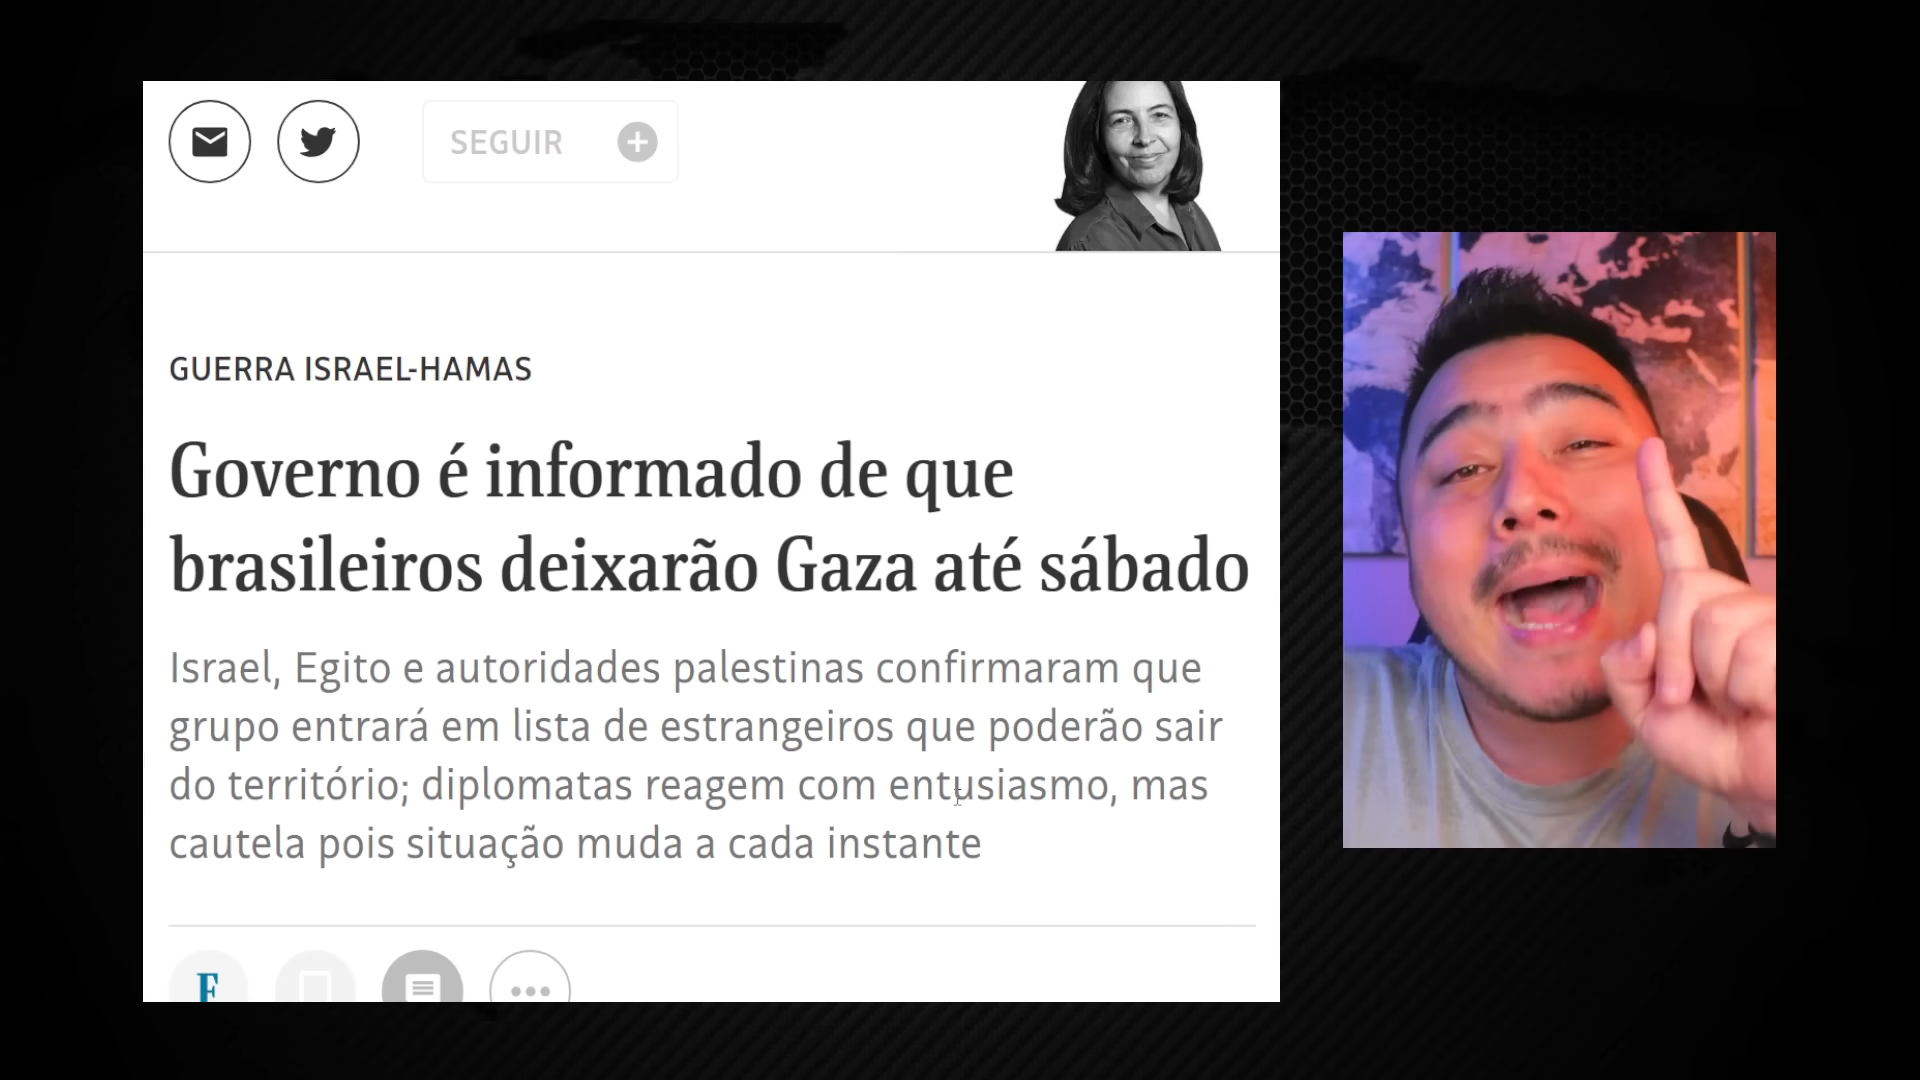 SEGUIR
GUERRA ISRAEL-HAMAS
Governo é informado de que
brasileiros deixarão Gaza até sábado
Israel, Egito e autoridades palestinas confirmaram que
grupo entrará em lista de estrangeiros que poderão sair
do território; diplomatas reagem com entusiasmo, mas
cautela pois situação muda a cada instante
F